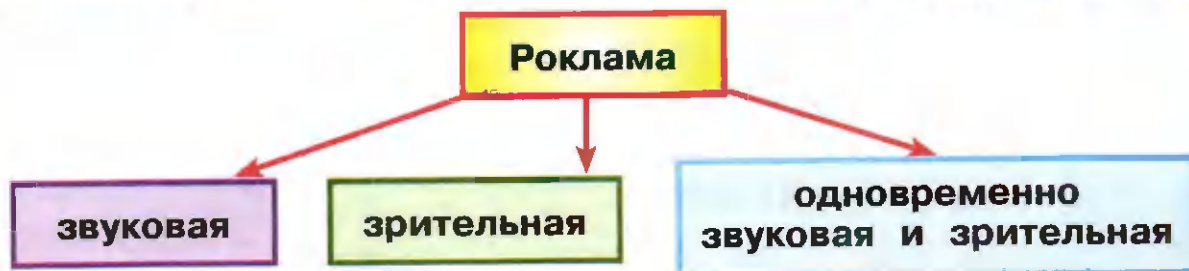 Роклама
звуковая
зрительная
одновременно
звуковая и зрительная